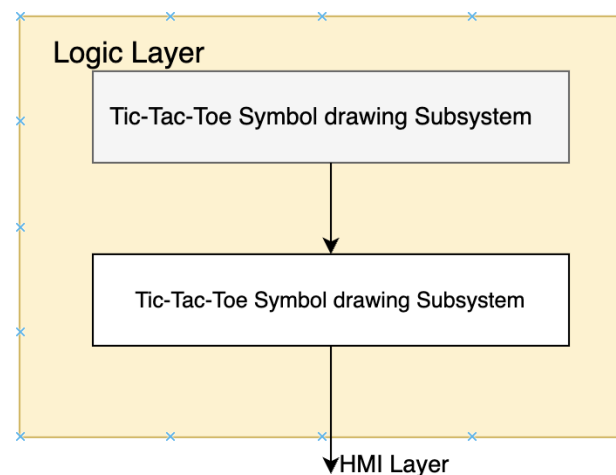 Logic Layer
Tic-Tac-Toe Symbol drawing Subsystem
Tic-Tac-Toe Symbol drawing Subsystem
HMI Layer